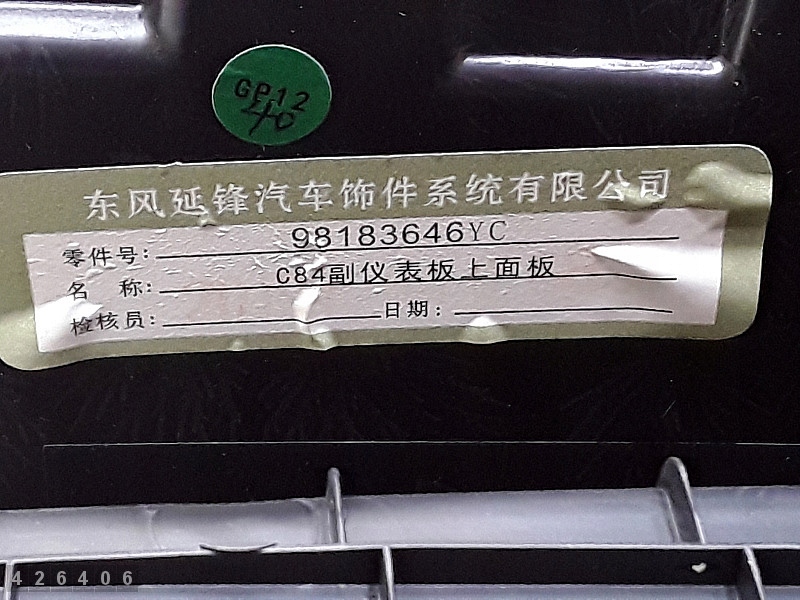 GP12
40
东风延锋汽车饰件系统有限公司
零件号: 98183646YC
名 称: C84副仪表板上面板
检核员: 日期:
426406